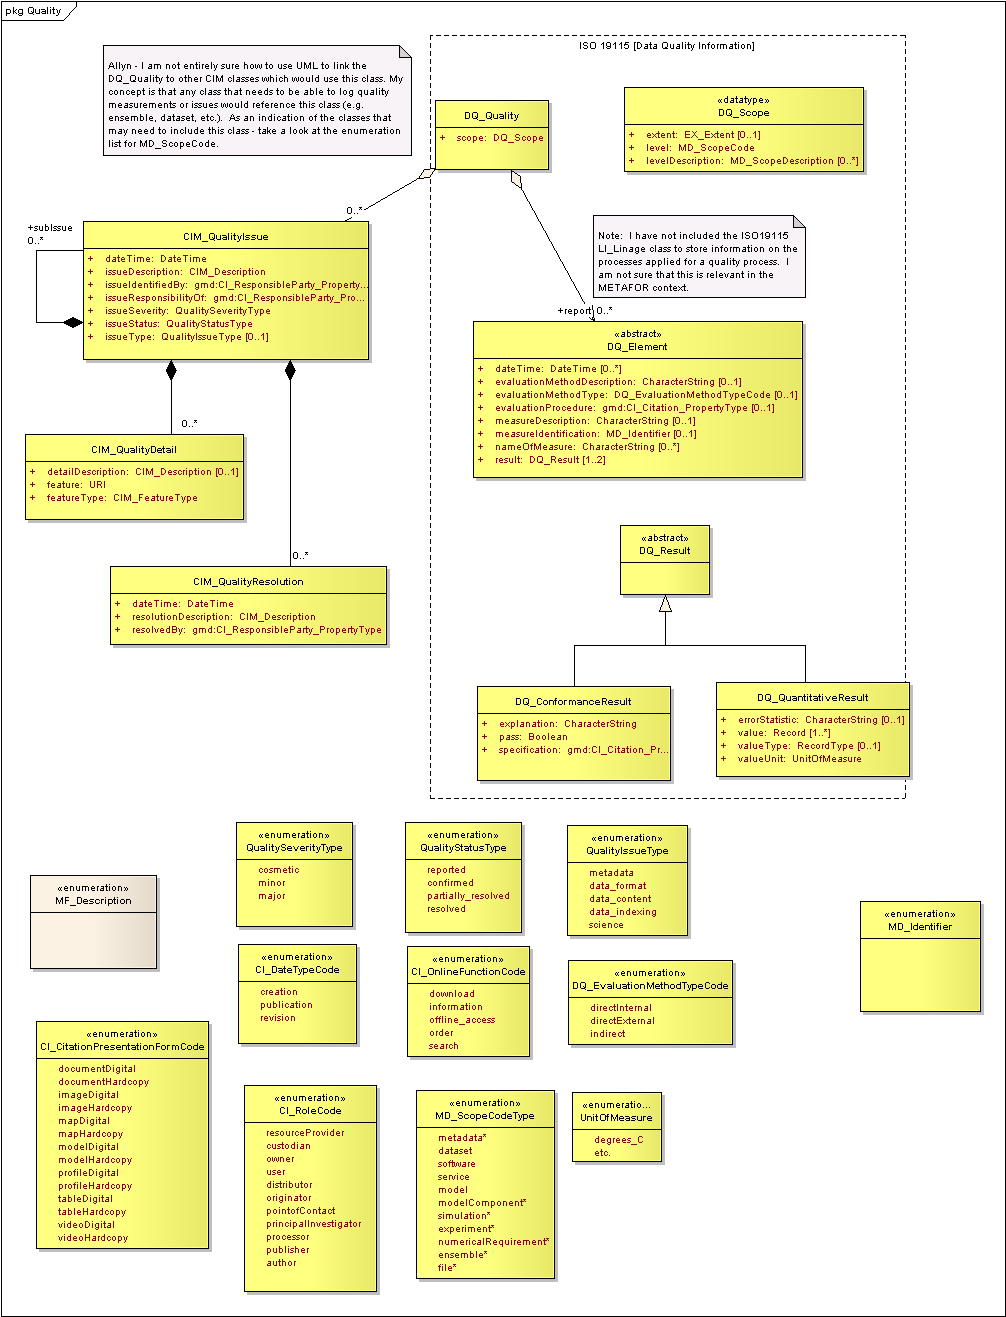 pkg Quality
ISO 19115 [Data Quality Information]
Allyn - I am not entirely sure how to use UML to link the
DQ_Quality to other CIM classes which would use this class. My
concept is that any class that needs to be able to log quality
measurements or issues would reference this class (e.g.
ensemble, dataset, etc.).  As an indication of the classes that
may need to include this class - take a look at the enumeration
list for MD_ScopeCode.
DQ_Quality
+ scope: DQ_Scope
«datatype»
DQ_Scope
+ extent: EX_Extent [0..1]
+ level: MD_ScopeCode
+ levelDescription: MD_ScopeDescription [0..*]
0..*
+subIssue
0..*
CIM_QualityIssue
+ dateTime: DateTime
+ issueDescription: CIM_Description
+ issueIdentifiedBy: gmd:CI_ResponsibleParty_Property...
+ issueResponsibilityOf: gmd:CI_ResponsibleParty_Pro...
+ issueSeverity: QualitySeverityType
+ issueStatus: QualityStatusType
+ issueType: QualityIssueType [0..1]
Note:  I have not included the ISO19115
LI_Linage class to store information on the
processes applied for a quality process.  I
am not sure that this is relevant in the
METAFOR context.
+report 0..*
«abstract»
DQ_Element
+ dateTime: DateTime [0..*]
+ evaluationMethodDescription: CharacterString [0..1]
+ evaluationMethodType: DQ_EvaluationMethodTypeCode [0..1]
+ evaluationProcedure: gmd:CI_Citation_PropertyType [0..1]
+ measureDescription: CharacterString [0..1]
+ measureIdentification: MD_Identifier [0..1]
+ nameOfMeasure: CharacterString [0..*]
+ result: DQ_Result [1..2]
0..*
CIM_QualityDetail
+ detailDescription: CIM_Description [0..1]
+ feature: URI
+ featureType: CIM_FeatureType
0..*
CIM_QualityResolution
+ dateTime: DateTime
+ resolutionDescription: CIM_Description
+ resolvedBy: gmd:CI_ResponsibleParty_PropertyType
«abstract»
DQ_Result
DQ_ConformanceResult
+ explanation: CharacterString
+ pass: Boolean
+ specification: gmd:CI_Citation_Pr...
DQ_QuantitativeResult
+ errorStatistic: CharacterString [0..1]
+ value: Record [1..*]
+ valueType: RecordType [0..1]
+ valueUnit: UnitOfMeasure
«enumeration»
QualitySeverityType
cosmetic
minor
major
«enumeration»
QualityStatusType
reported
confirmed
partially_resolved
resolved
«enumeration»
QualityIssueType
metadata
data_format
data_content
data_indexing
science
«enumeration»
MF_Description
«enumeration»
MD_Identifier
«enumeration»
CI_DateTypeCode
creation
publication
revision
«enumeration»
CI_OnlineFunctionCode
download
information
offline_access
order
search
«enumeration»
DQ_EvaluationMethodTypeCode
directInternal
directExternal
indirect
«enumeration»
CI_CitationPresentationFormCode
documentDigital
documentHardcopy
imageDigital
imageHardcopy
mapDigital
mapHardcopy
modelDigital
modelHardcopy
profileDigital
profileHardcopy
tableDigital
tableHardcopy
videoDigital
videoHardcopy
«enumeration»
CI_RoleCode
resourceProvider
custodian
owner
user
distributor
originator
pointofContact
principalInvestigator
processor
publisher
author
«enumeration»
MD_ScopeCodeType
metadata*
dataset
software
service
model
modelComponent*
simulation*
experiment*
numericalRequirement*
ensemble*
file*
«enumeratio...
UnitOfMeasure
degrees_C
etc.